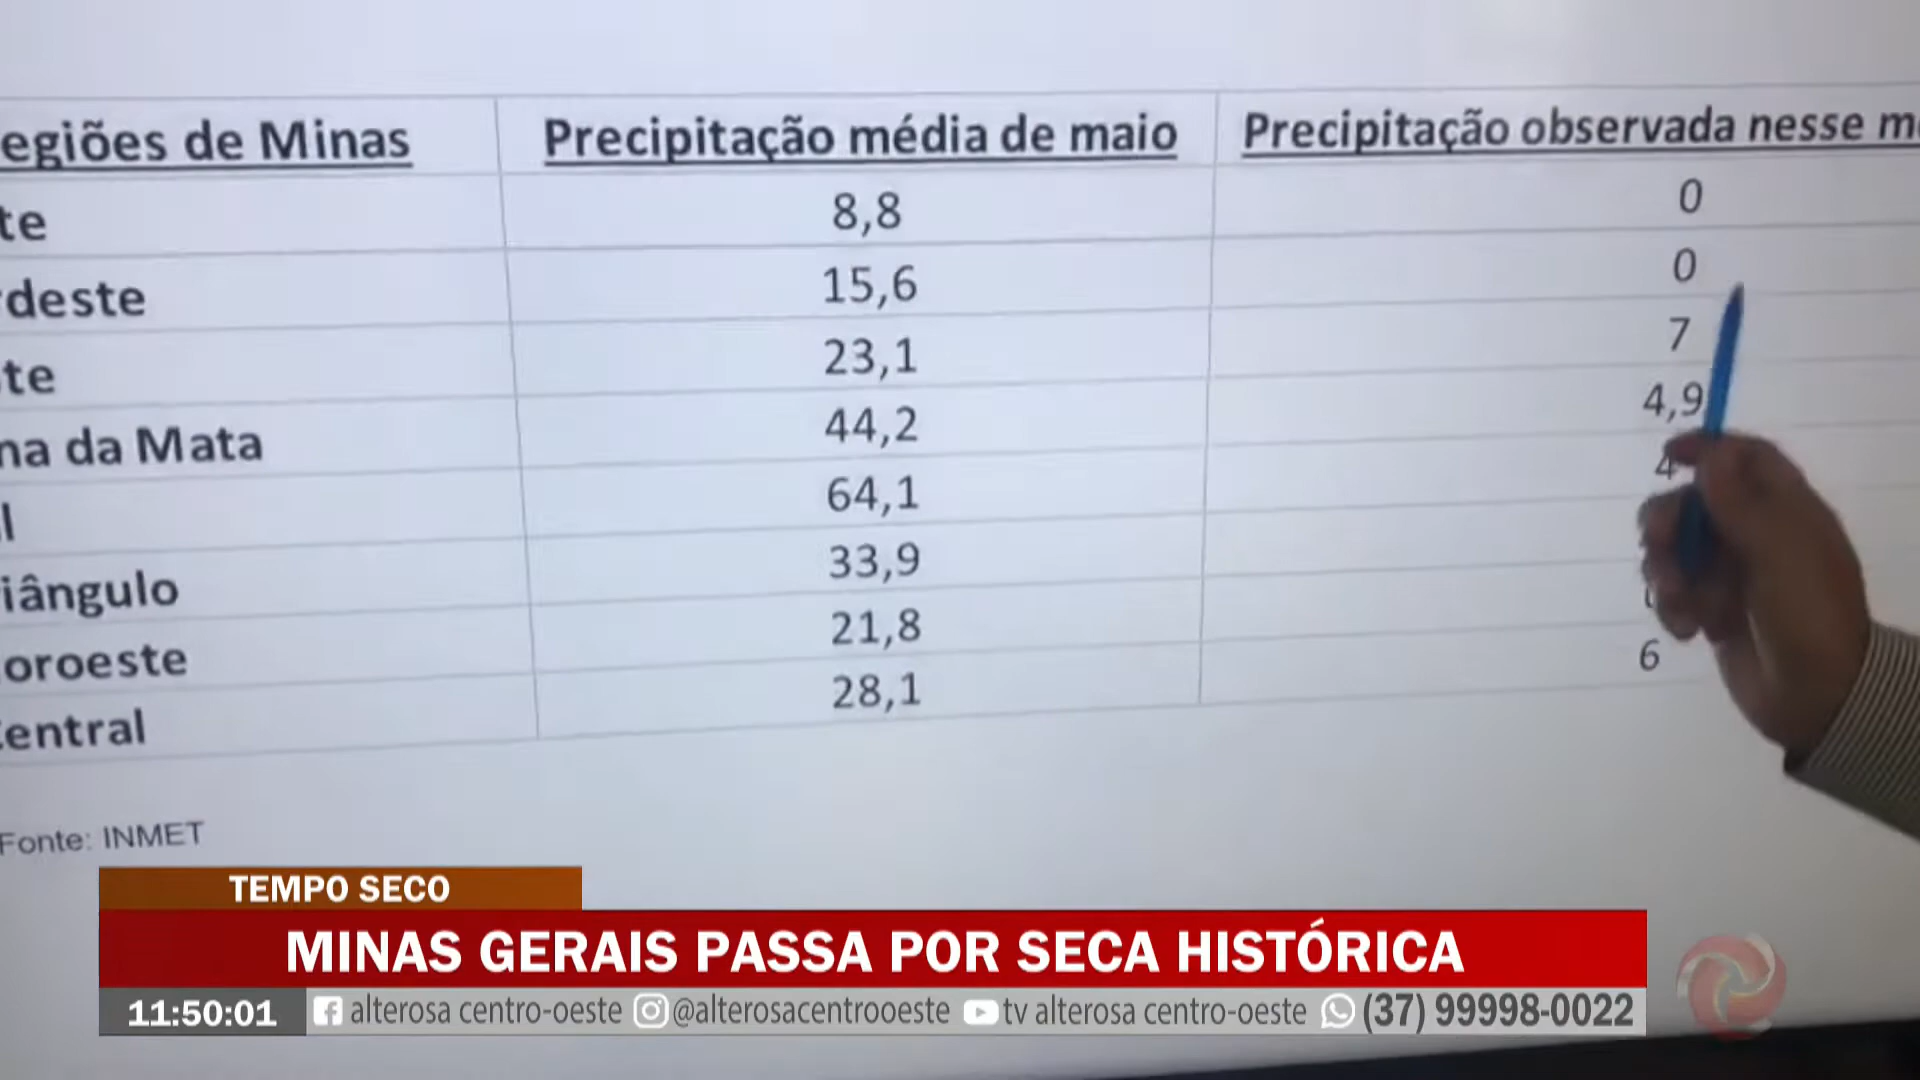 egiões de Minas Precipitação média de maio Precipitação observada nesse m
te 8,8 0
deste 15,6 0
te 23,1 7
na da Mata 44,2 4,9
l 64,1 4
iângulo 33,9
oroeste 21,8
entral 28,1 6
Fonte: INMET
TEMPO SECO
MINAS GERAIS PASSA POR SECA HISTÓRICA
11:50:01 alterosa centro-oeste @alterosacentrooeste tv alterosa centro-oeste (37) 99998-0022